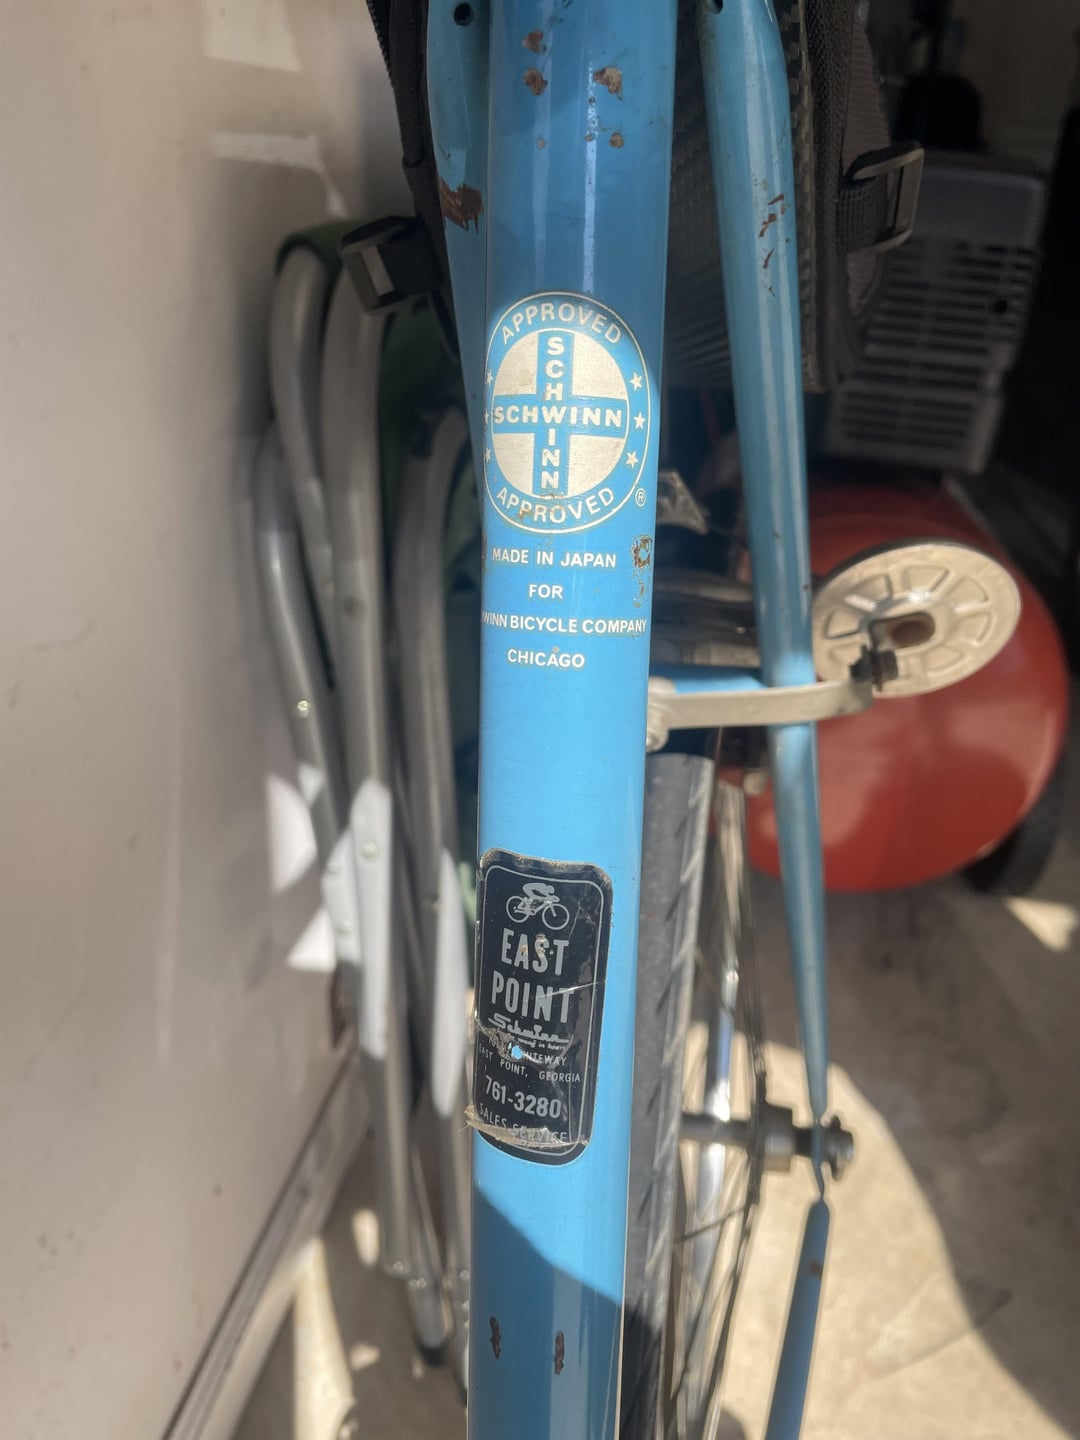 APPROVED
SCHWINN
SCHWINN
APPROVED
®
MADE IN JAPAN
FOR
WINN BICYCLE COMPANY
CHICAGO
EAST
POINT
Schwinn
EAST POINT, GEORGIA
761-3280
SALES SERVICE